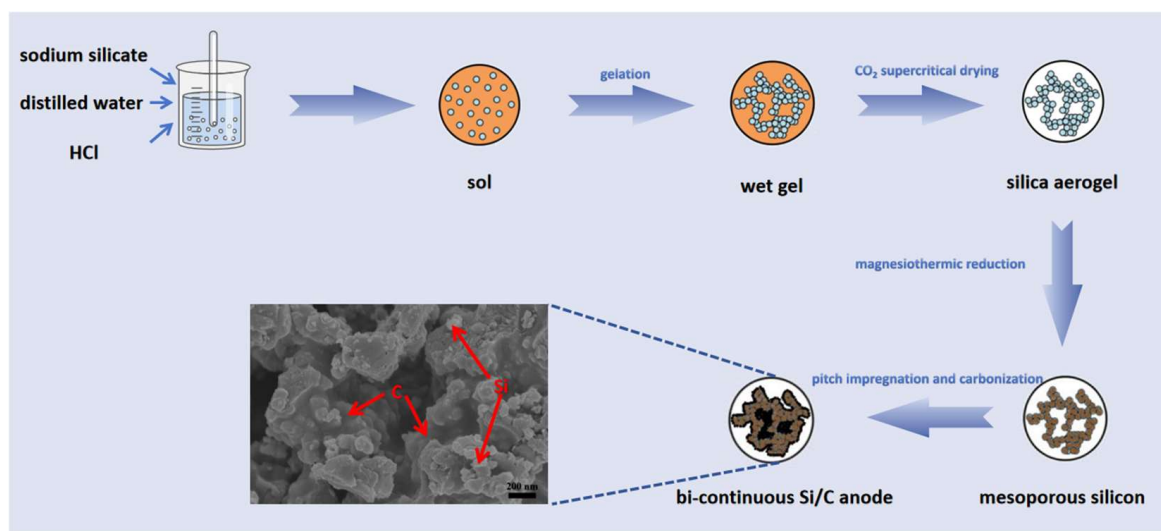 sodium silicate
distilled water
HCl
sol
gelation
wet gel
CO₂ supercritical drying
silica aerogel
magnesiothermic reduction
mesoporous silicon
pitch impregnation and carbonization
bi-continuous Si/C anode
C
Si
200 nm